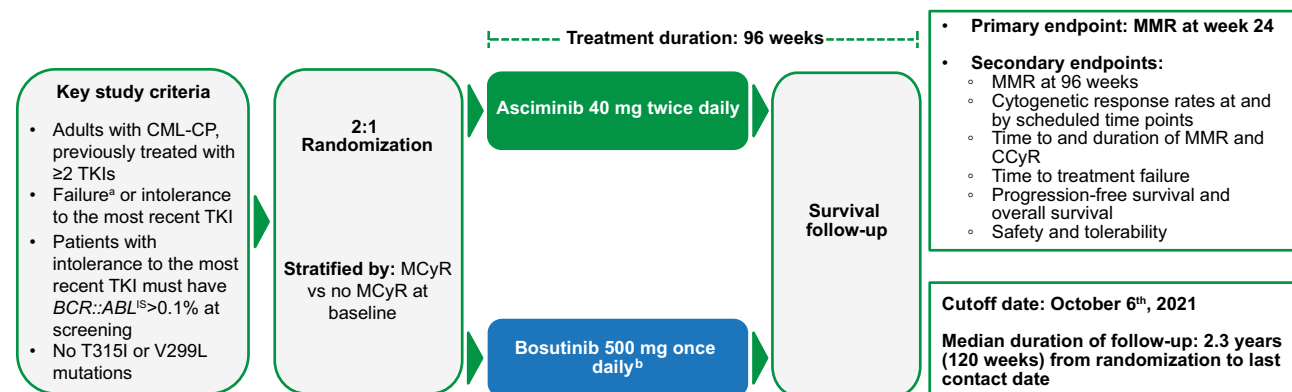 Treatment duration: 96 weeks
Key study criteria
• Adults with CML-CP,
previously treated with
≥2 TKIs
• Failureᵃ or intolerance
to the most recent TKI
• Patients with
intolerance to the most
recent TKI must have
BCR::ABLᴵˢ>0.1% at
screening
• No T315I or V299L
mutations
2:1
Randomization
Stratified by: MCyR
vs no MCyR at
baseline
Asciminib 40 mg twice daily
Bosutinib 500 mg once
dailyᵇ
Survival
follow-up
• Primary endpoint: MMR at week 24
• Secondary endpoints:
◦ MMR at 96 weeks
◦ Cytogenetic response rates at and
by scheduled time points
◦ Time to and duration of MMR and
CCyR
◦ Time to treatment failure
◦ Progression-free survival and
overall survival
◦ Safety and tolerability
Cutoff date: October 6ᵗʰ, 2021
Median duration of follow-up: 2.3 years
(120 weeks) from randomization to last
contact date